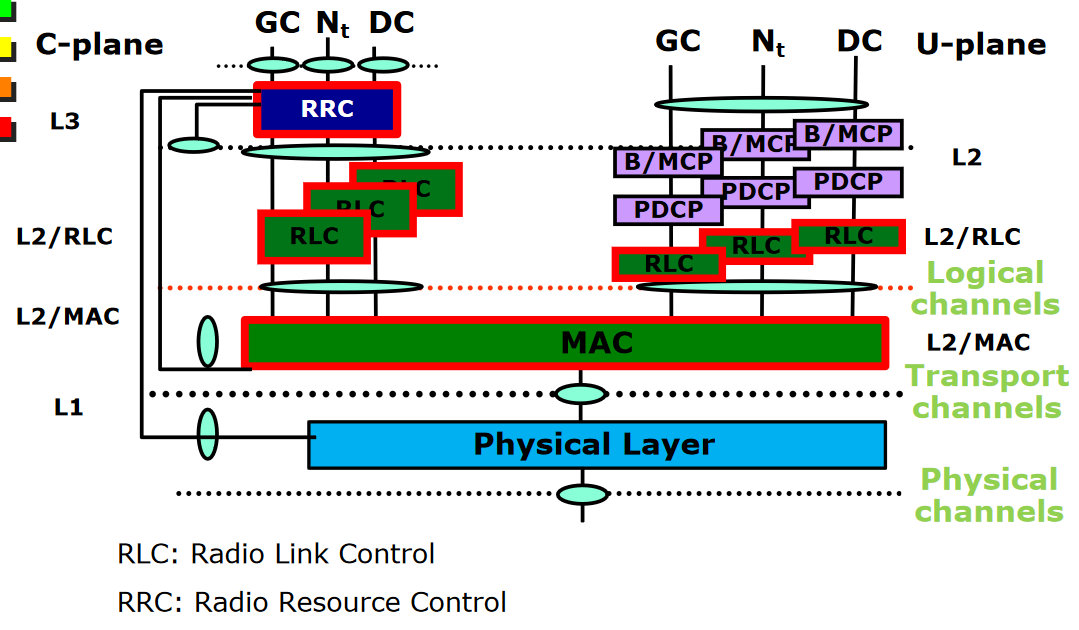 GC Nt DC
C-plane
GC Nt DC
U-plane
RRC
L3
B/MCP
B/MCP
B/MCP
L2
RLC
RLC
RLC
PDCP
PDCP
PDCP
L2/RLC
RLC
RLC
RLC
L2/RLC
Logical
channels
L2/MAC
MAC
L2/MAC
Transport
channels
L1
Physical Layer
Physical
channels
RLC: Radio Link Control
RRC: Radio Resource Control